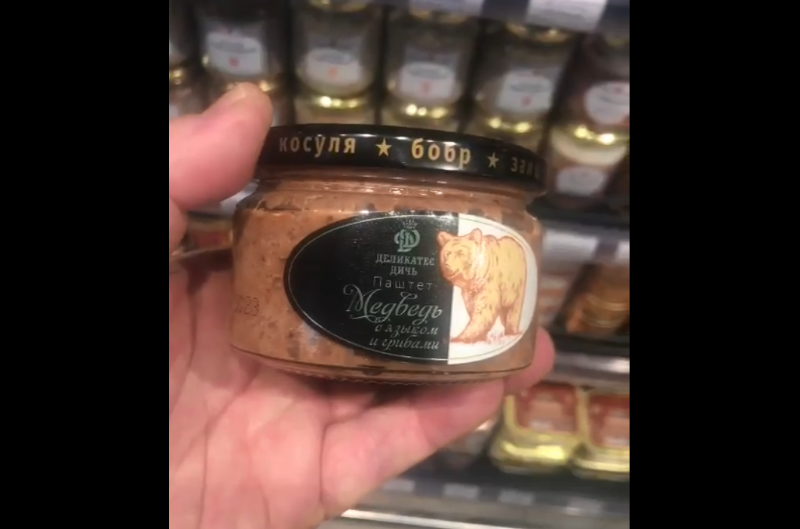 косуля ★ бобр ★
ДЕЛИКАТЕС
ДИЧЬ
Паштет
Медведь
с языком
и грибами